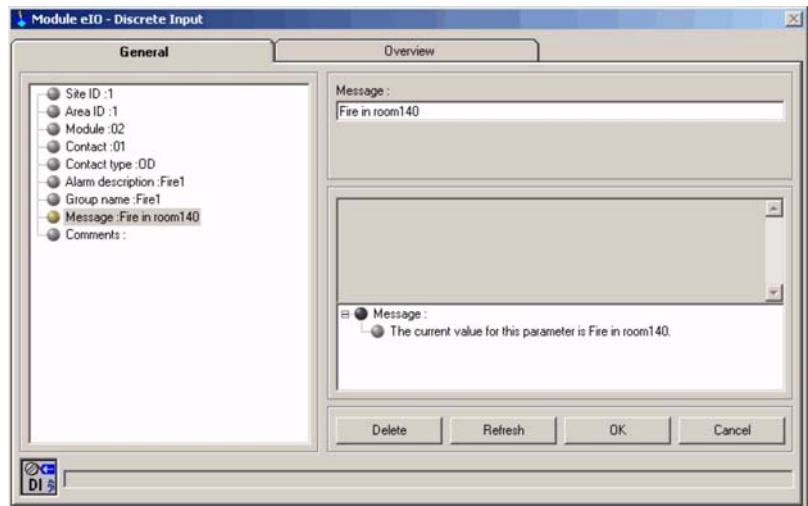 Module eIO - Discrete Input
General
Overview
Site ID :1
Area ID :1
Module :02
Contact :01
Contact type :OD
Alarm description :Fire1
Group name :Fire1
Message :Fire in room140
Comments :
Message :
Fire in room140
Message :
The current value for this parameter is Fire in room140.
Delete
Refresh
OK
Cancel
DI